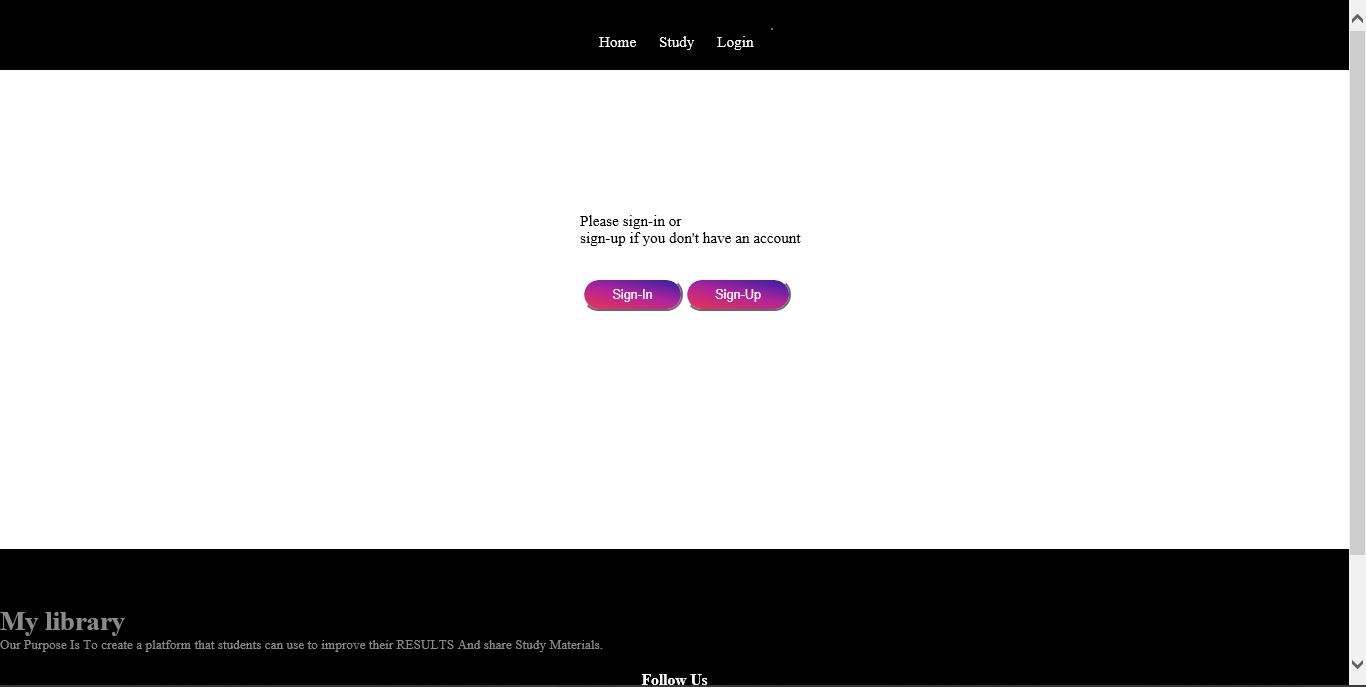 Home Study Login
Please sign-in or
sign-up if you don't have an account
Sign-In Sign-Up
My library
Our Purpose Is To create a platform that students can use to improve their RESULTS And share Study Materials.
Follow Us